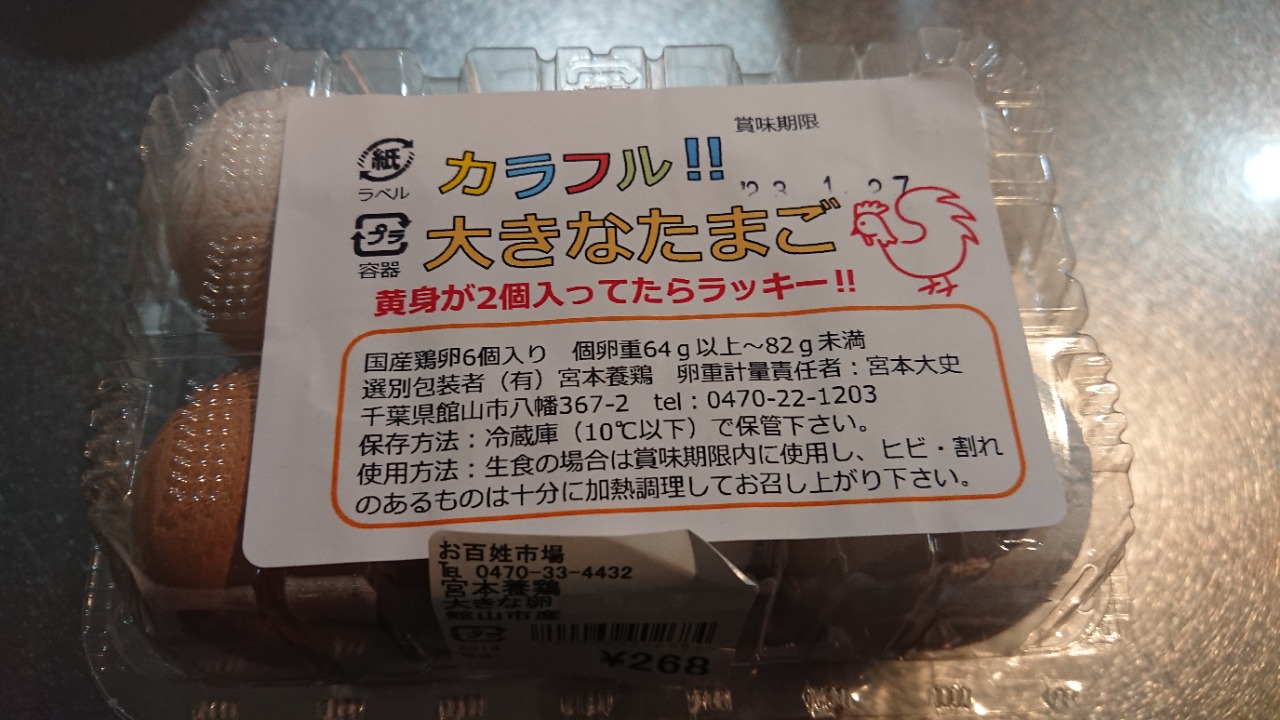 賞味期限
'23.1.27
紙
ラベル
カラフル!!
プラ
容器
大きなたまご
黄身が2個入ってたらラッキー!!
国産鶏卵6個入り 個卵重64g以上～82g未満
選別包装者（有）宮本養鶏 卵重計量責任者：宮本大史
千葉県館山市八幡367-2 tel：0470-22-1203
保存方法：冷蔵庫（10℃以下）で保管下さい。
使用方法：生食の場合は賞味期限内に使用し、ヒビ・割れ
のあるものは十分に加熱調理してお召し上がり下さい。
お百姓市場
℡ 0470-33-4432
宮本養鶏
大きな卵
館山市産
プラ
¥268